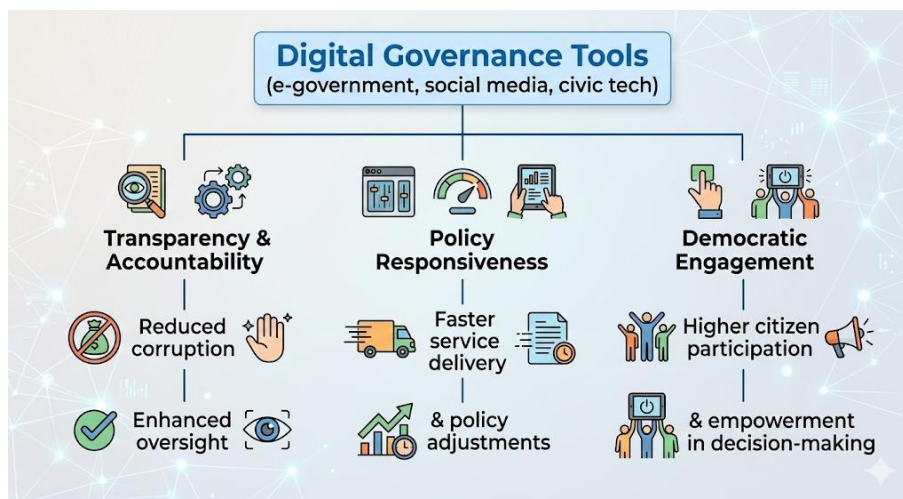 Digital Governance Tools
(e-government, social media, civic tech)
Transparency &
Accountability
Reduced
corruption
Enhanced
oversight
Policy
Responsiveness
Faster
service
delivery
& policy
adjustments
Democratic
Engagement
Higher citizen
participation
& empowerment
in decision-making